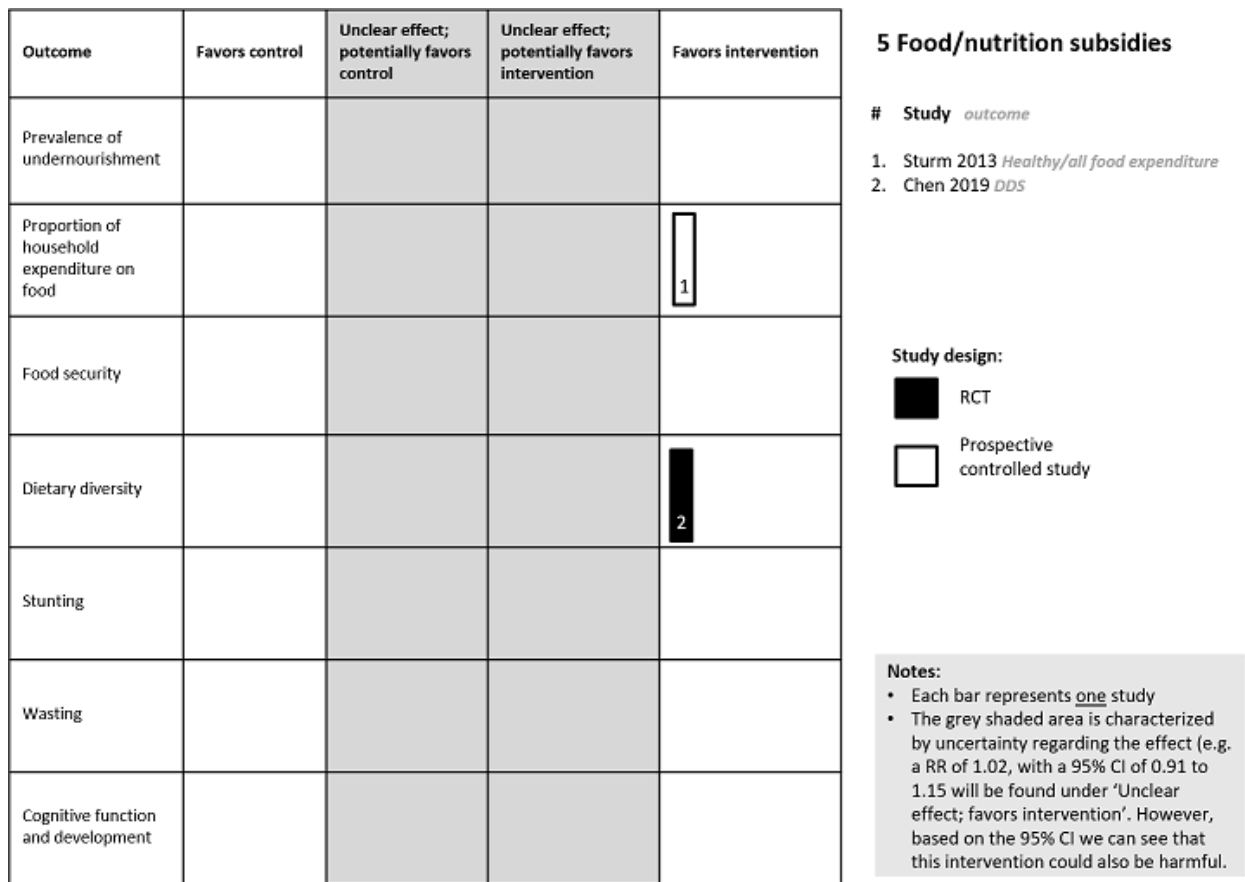 Outcome
Favors control
Unclear effect;
potentially favors
control
Unclear effect;
potentially favors
intervention
Favors intervention
Prevalence of
undernourishment
Proportion of
household
expenditure on
food
1
Food security
Dietary diversity
2
Stunting
Wasting
Cognitive function
and development
5 Food/nutrition subsidies
# Study outcome
1. Sturm 2013 Healthy/all food expenditure
2. Chen 2019 DDS
Study design:
RCT
Prospective
controlled study
Notes:
• Each bar represents one study
• The grey shaded area is characterized
by uncertainty regarding the effect (e.g.
a RR of 1.02, with a 95% CI of 0.91 to
1.15 will be found under ‘Unclear
effect; favors intervention’. However,
based on the 95% CI we can see that
this intervention could also be harmful.